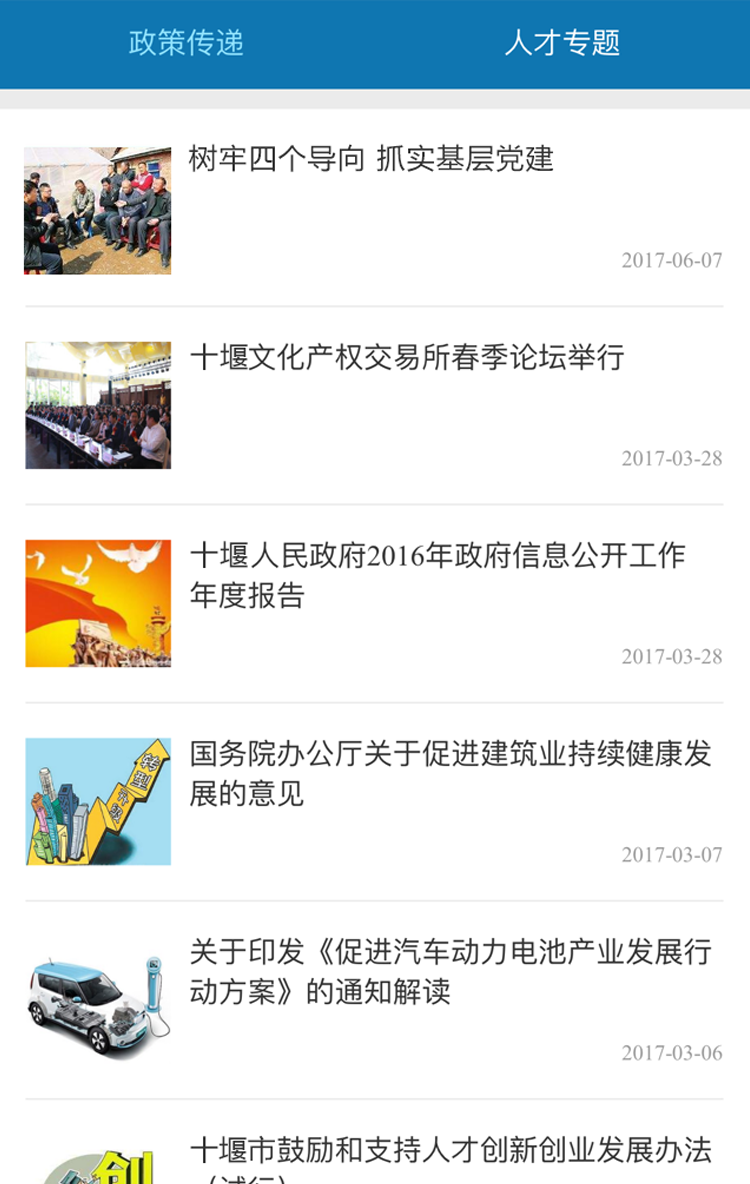 政策传递
人才专题
树牢四个导向 抓实基层党建
2017-06-07
十堰文化产权交易所春季论坛举行
2017-03-28
十堰人民政府2016年政府信息公开工作
年度报告
2017-03-28
国务院办公厅关于促进建筑业持续健康发
展的意见
转型
升级
2017-03-07
关于印发《促进汽车动力电池产业发展行
动方案》的通知解读
2017-03-06
十堰市鼓励和支持人才创新创业发展办法
(试行)
创